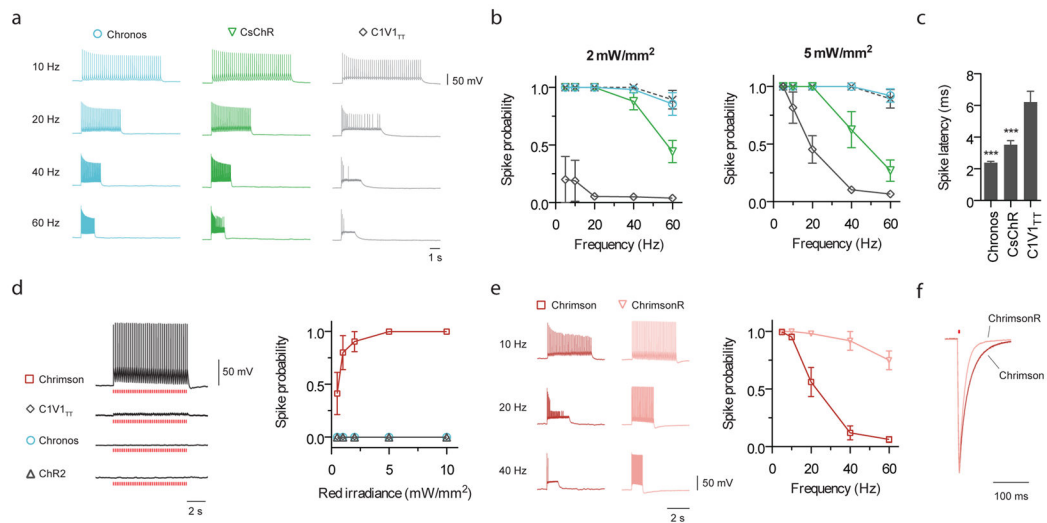 a
Chronos
CsChR
C1V1TT
10 Hz
50 mV
20 Hz
40 Hz
60 Hz
1 s
b
2 mW/mm²
Spike probability
1.0
0.5
0.0
0 20 40 60
Frequency (Hz)
5 mW/mm²
Spike probability
1.0
0.5
0.0
0 20 40 60
Frequency (Hz)
c
Spike latency (ms)
8
6
4
2
0
***
***
Chronos
CsChR
C1V1TT
d
50 mV
Chrimson
C1V1TT
Chronos
ChR2
2 s
Spike probability
1.0
0.5
0.0
0 5 10
Red irradiance (mW/mm²)
e
Chrimson
ChrimsonR
10 Hz
20 Hz
40 Hz
50 mV
2 s
Spike probability
1.0
0.5
0.0
0 20 40 60
Frequency (Hz)
f
ChrimsonR
Chrimson
100 ms